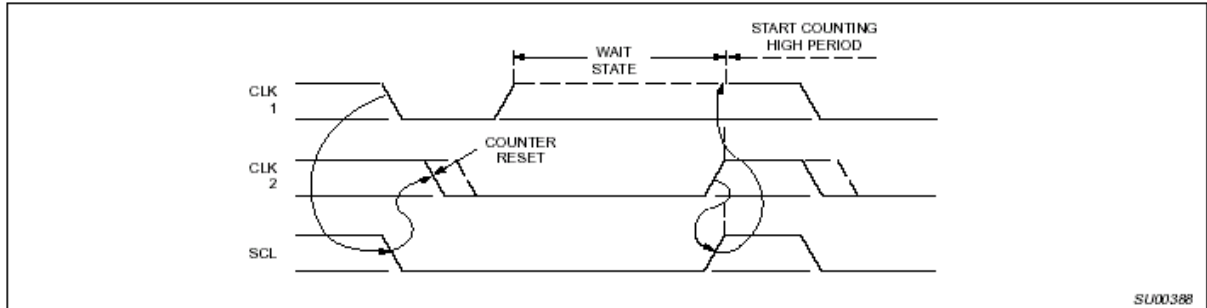 START COUNTING
HIGH PERIOD
WAIT
STATE
CLK
1
COUNTER
RESET
CLK
2
SCL
SU00388